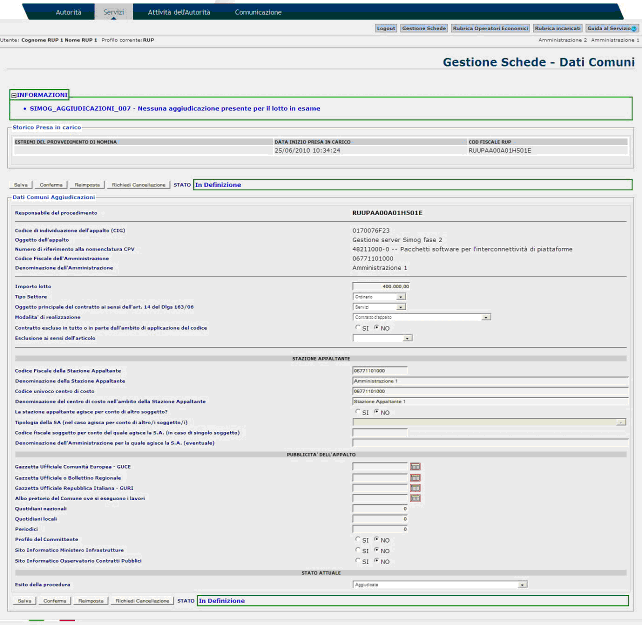 Autorità Servizi Attività dell'Autorità Comunicazione
Logout Gestione Schede Rubrica Operatori Economici Rubrica incaricati Guida al Servizio
Utente: Cognome RUP 1 Nome RUP 1 Profilo corrente: RUP Amministrazione 2 Amministrazione 1
Gestione Schede - Dati Comuni
INFORMAZIONI
• SIMOG_AGGIUDICAZIONI_007 - Nessuna aggiudicazione presente per il lotto in esame
Storico Presa in carico
ESTREMI DEL PROVVEDIMENTO DI NOMINA DATA INIZIO PRESA IN CARICO COD FISCALE RUP
25/06/2010 10:34:24 RUUPAA00A01H501E
Salva Conferma Reimposta Richiedi Cancellazione STATO In Definizione
Dati Comuni Aggiudicazioni
Responsabile del procedimento RUUPAA00A01H501E
Codice di individuazione dell'appalto (CIG) 0170076F23
Oggetto dell'appalto Gestione server Simog fase 2
Numero di riferimento alla nomenclatura CPV 48211000-0 -- Pacchetti software per l'interconnettività di piattaforme
Codice Fiscale dell'Amministrazione 06771101000
Denominazione dell'Amministrazione Amministrazione 1
Importo lotto 400.000,00
Tipo Settore Ordinario
Oggetto principale del contratto ai sensi dell'art. 14 del Dlgs 163/06 Servizi
Modalita' di realizzazione Contratto d'appalto
Contratto escluso in tutto o in parte dall'ambito di applicazione del codice SI NO
Esclusione ai sensi dell'articolo
STAZIONE APPALTANTE
Codice Fiscale della Stazione Appaltante 06771101000
Denominazione della Stazione Appaltante Amministrazione 1
Codice univoco centro di costo 06771101000
Denominazione del centro di costo nell'ambito della Stazione Appaltante Stazione Appaltante 1
La stazione appaltante agisce per conto di altro soggetto? SI NO
Tipologia della SA (nel caso agisca per conto di altro/i soggetto/i)
Codice fiscale soggetto per conto del quale agisce la S.A. (in caso di singolo soggetto)
Denominazione dell'Amministrazione per la quale agisce la S.A. (eventuale)
PUBBLICITA' DELL'APPALTO
Gazzetta Ufficiale Comunità Europea - GUCE
Gazzetta Ufficiale o Bollettino Regionale
Gazzetta Ufficiale Repubblica Italiana - GURI
Albo pretorio del Comune ove si eseguono i lavori
Quotidiani nazionali 0
Quotidiani locali 0
Periodici 0
Profilo del Committente SI NO
Sito Informatico Ministero Infrastrutture SI NO
Sito Informatico Osservatorio Contratti Pubblici SI NO
STATO ATTUALE
Esito della procedura Aggiudicata
Salva Conferma Reimposta Richiedi Cancellazione STATO In Definizione